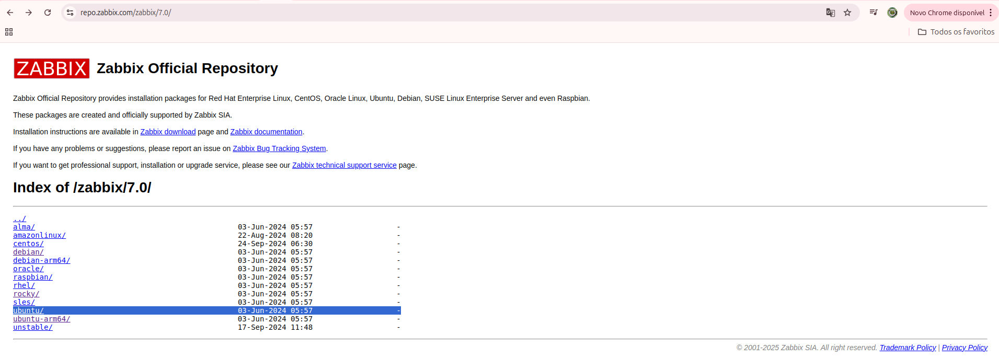 repo.zabbix.com/zabbix/7.0/
Novo Chrome disponível
Todos os favoritos
ZABBIX Zabbix Official Repository
Zabbix Official Repository provides installation packages for Red Hat Enterprise Linux, CentOS, Oracle Linux, Ubuntu, Debian, SUSE Linux Enterprise Server and even Raspbian.
These packages are created and officially supported by Zabbix SIA.
Installation instructions are available in Zabbix download page and Zabbix documentation.
If you have any problems or suggestions, please report an issue on Zabbix Bug Tracking System.
If you want to get professional support, installation or upgrade service, please see our Zabbix technical support service page.
Index of /zabbix/7.0/
../
alma/ 03-Jun-2024 05:57 -
amazonlinux/ 22-Aug-2024 08:20 -
centos/ 24-Sep-2024 06:30 -
debian/ 03-Jun-2024 05:57 -
debian-arm64/ 03-Jun-2024 05:57 -
oracle/ 03-Jun-2024 05:57 -
raspbian/ 03-Jun-2024 05:57 -
rhel/ 03-Jun-2024 05:57 -
rocky/ 03-Jun-2024 05:57 -
sles/ 03-Jun-2024 05:57 -
ubuntu/ 03-Jun-2024 05:57 -
ubuntu-arm64/ 03-Jun-2024 05:57 -
unstable/ 17-Sep-2024 11:48 -
© 2001-2025 Zabbix SIA. All right reserved. Trademark Policy | Privacy Policy